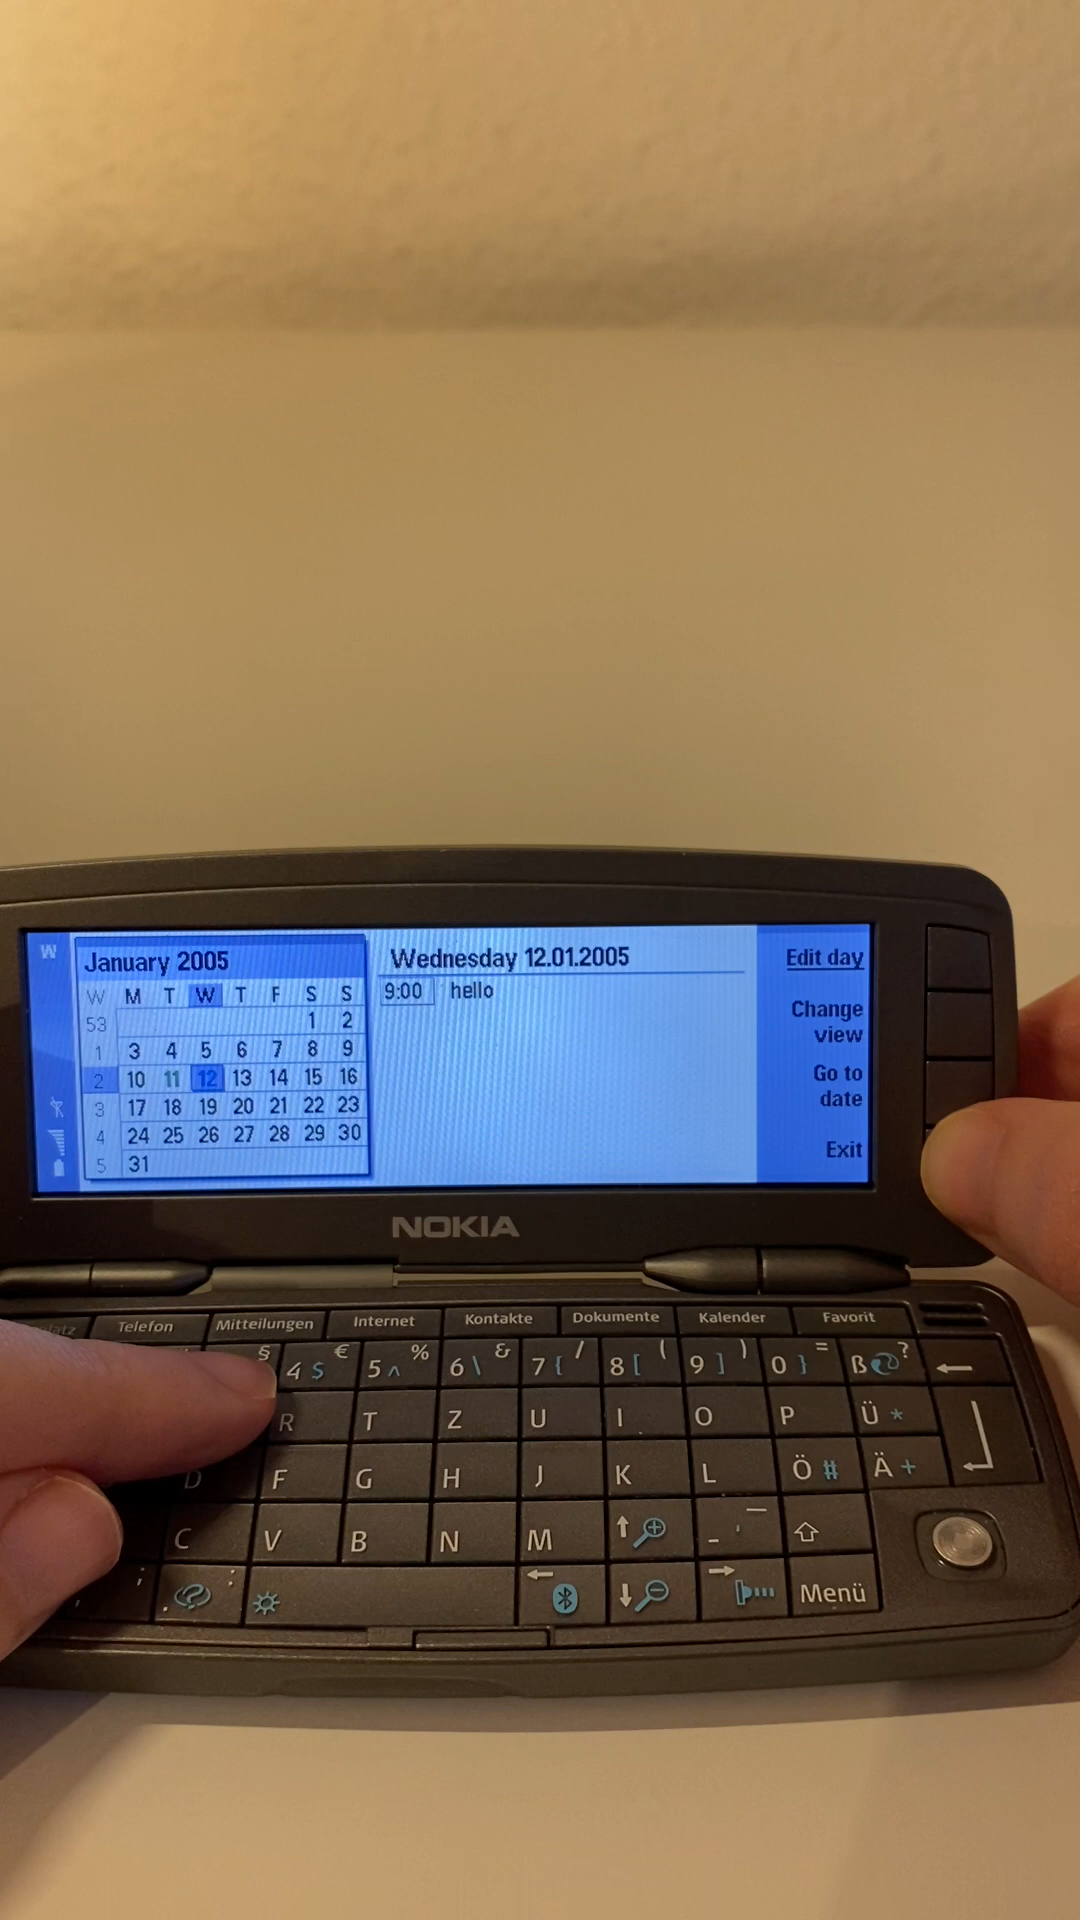 W
January 2005
W M T W T F S S
53 1 2
1 3 4 5 6 7 8 9
2 10 11 12 13 14 15 16
3 17 18 19 20 21 22 23
4 24 25 26 27 28 29 30
5 31
Wednesday 12.01.2005
9:00 hello
Edit day
Change
view
Go to
date
Exit
NOKIA
Telefon Mitteilungen Internet Kontakte Dokumente Kalender Favorit
§ 4 $ € 5 ^ % 6 \ & 7 { / 8 [ ( 9 ] ) 0 } = ß ? ←
R T Z U I O P Ü *
D F G H J K L Ö # Ä +
C V B N M ↑ _ ' — ⇧
, ; . : ← ↓ → Menü